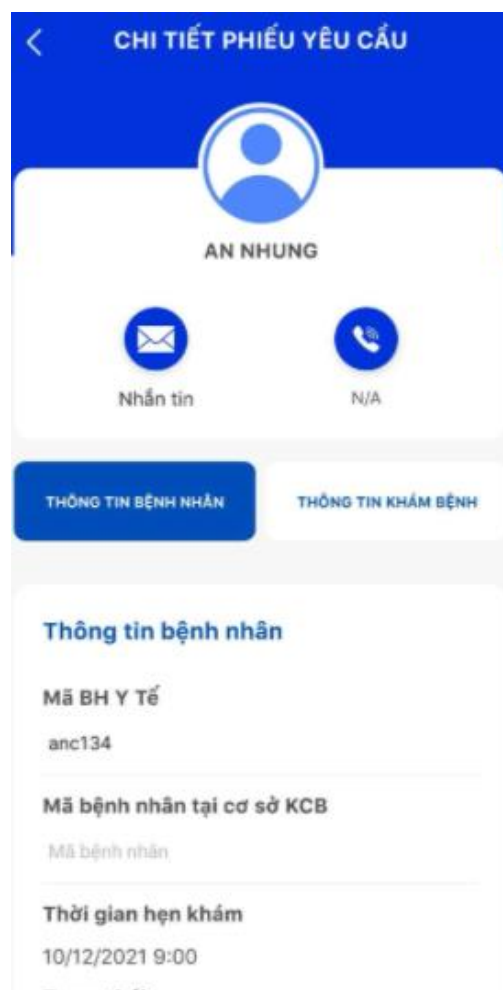 CHI TIẾT PHIẾU YÊU CẦU
AN NHUNG
Nhắn tin
N/A
THÔNG TIN BỆNH NHÂN
THÔNG TIN KHÁM BỆNH
Thông tin bệnh nhân
Mã BH Y Tế
anc134
Mã bệnh nhân tại cơ sở KCB
Mã bệnh nhân
Thời gian hẹn khám
10/12/2021 9:00